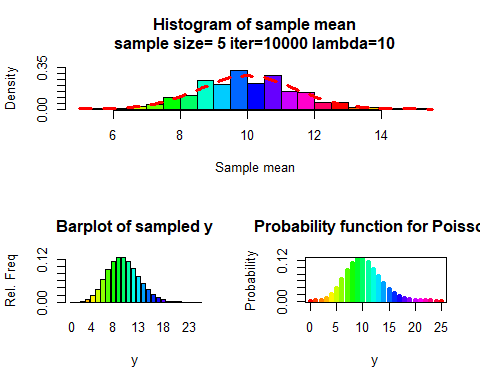 Histogram of sample mean
sample size= 5 iter=10000 lambda=10
Density
0.00 0.35
6 8 10 12 14
Sample mean
Barplot of sampled y
Rel. Freq
0.00 0.12
0 4 8 13 18 23
y
Probability function for Poisso
Probability
0.00 0.12
0 5 10 15 20 25
y